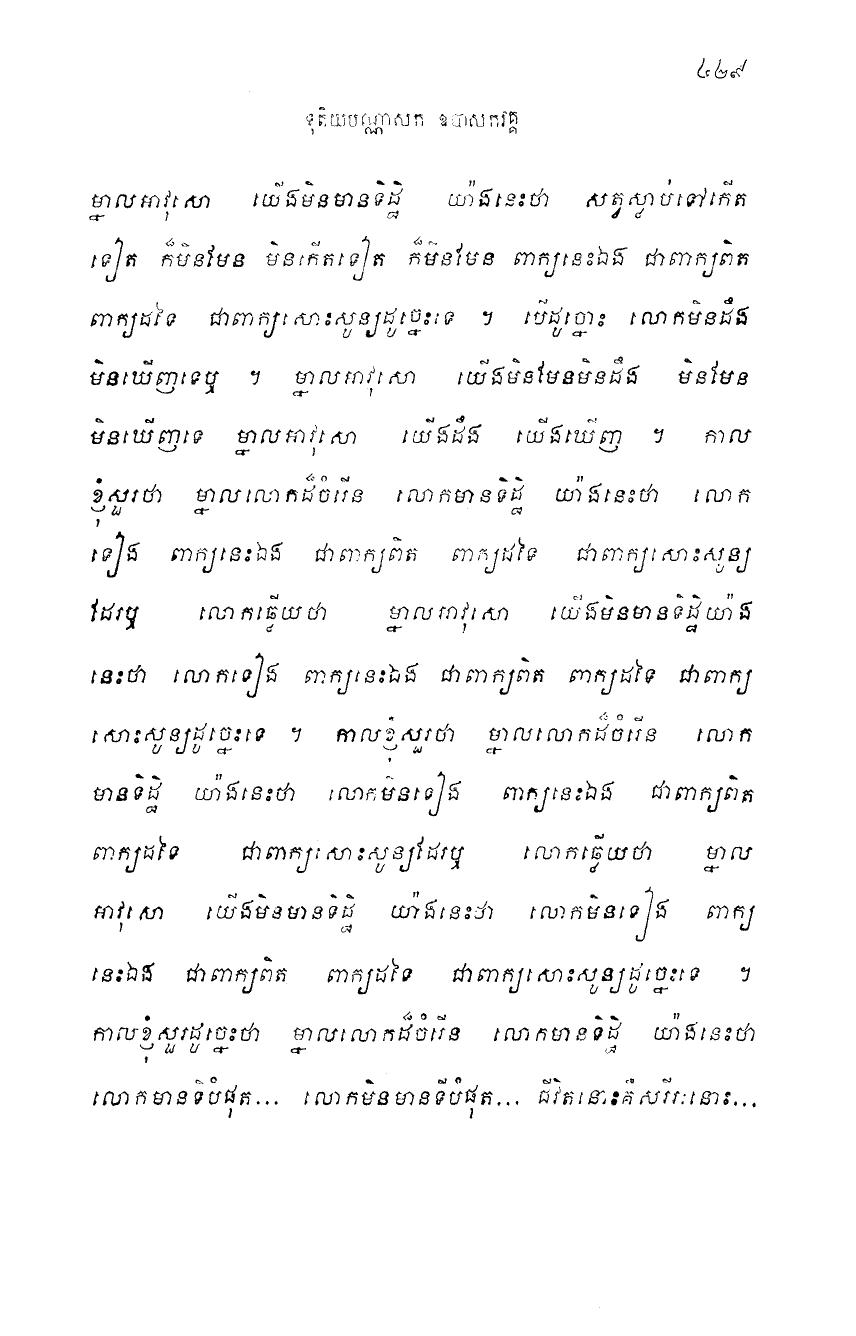 ៤២៩
ទុតិយបណ្ណាសក ឧបាសកវគ្គ
ម្នាលអាវុសោ យើងមិនមានទិដ្ឋិ យ៉ាងនេះថា សត្វស្លាប់ទៅកើត
ទៀត ក៏មិនមែន មិនកើតទៀត ក៏មិនមែន ពាក្យនេះឯង ជាពាក្យពិត
ពាក្យដទៃ ជាពាក្យសោះសូន្យដូច្នេះទេ ។ បើដូច្នោះ លោកមិនដឹង
មិនឃើញទេឬ ។ ម្នាលអាវុសោ យើងមិនមែនមិនដឹង មិនមែន
មិនឃើញទេ ម្នាលអាវុសោ យើងដឹង យើងឃើញ ។ កាល
ខ្ញុំសួរថា ម្នាលលោកដ៏ចំរើន លោកមានទិដ្ឋិ យ៉ាងនេះថា លោក
ទៀង ពាក្យនេះឯង ជាពាក្យពិត ពាក្យដទៃ ជាពាក្យសោះសូន្យ
ដែរឬ លោកធ្វើយថា ម្នាលអាវុសោ យើងមិនមានទិដ្ឋិយ៉ាង
នេះថា លោកទៀង ពាក្យនេះឯង ជាពាក្យពិត ពាក្យដទៃ ជាពាក្យ
សោះសូន្យដូច្នេះទេ ។ កាលខ្ញុំសួរថា ម្នាលលោកដ៏ចំរើន លោក
មានទិដ្ឋិ យ៉ាងនេះថា លោកមិនទៀង ពាក្យនេះឯង ជាពាក្យពិត
ពាក្យដទៃ ជាពាក្យសោះសូន្យដែរឬ លោកធ្វើយថា ម្នាល
អាវុសោ យើងមិនមានទិដ្ឋិ យ៉ាងនេះថា លោកមិនទៀង ពាក្យ
នេះឯង ជាពាក្យពិត ពាក្យដទៃ ជាពាក្យសោះសូន្យដូច្នេះទេ ។
កាលខ្ញុំសួរដូច្នេះថា ម្នាលលោកដ៏ចំរើន លោកមានទិដ្ឋិ យ៉ាងនេះថា
លោកមានទីបំផុត... លោកមិនមានទីបំផុត... ជីវិតនោះគឺសរីរៈនោះ...